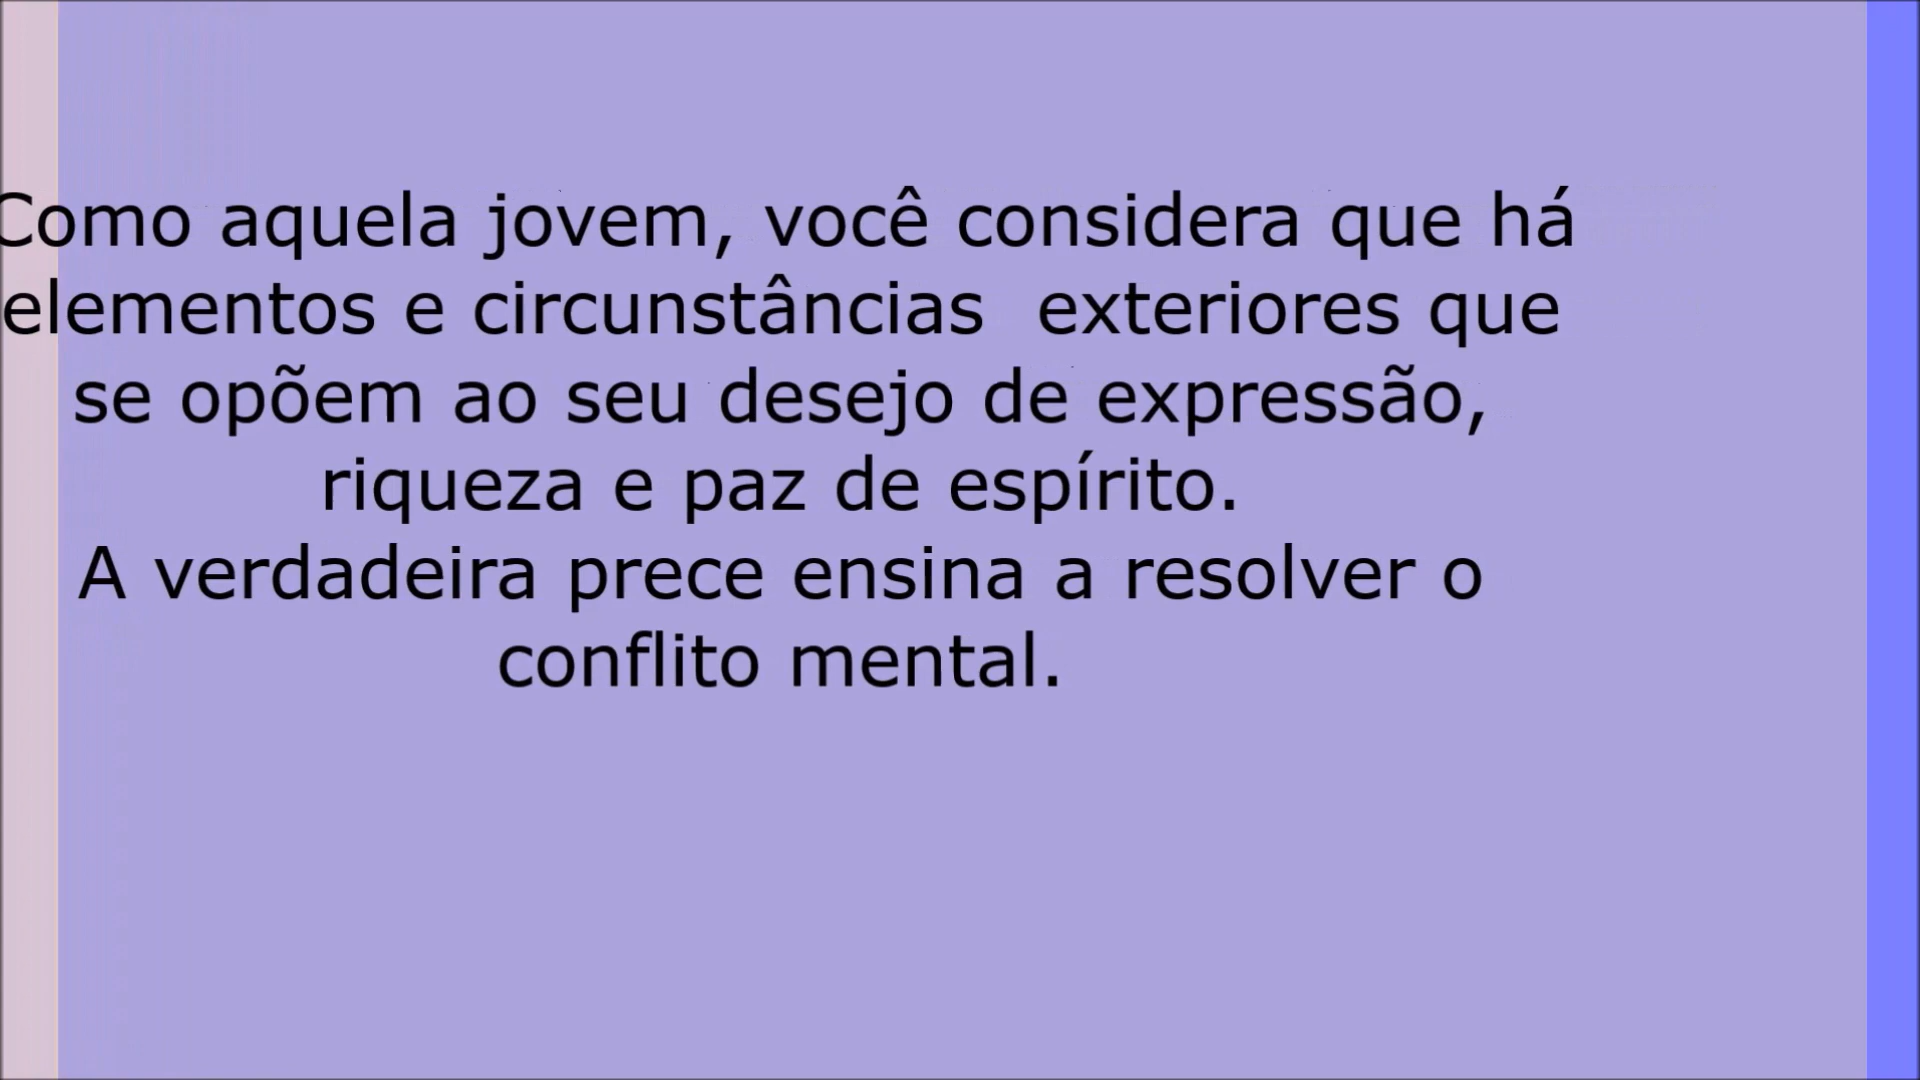 Como aquela jovem, você considera que há
elementos e circunstâncias  exteriores que
se opõem ao seu desejo de expressão,
riqueza e paz de espírito.
A verdadeira prece ensina a resolver o
conflito mental.